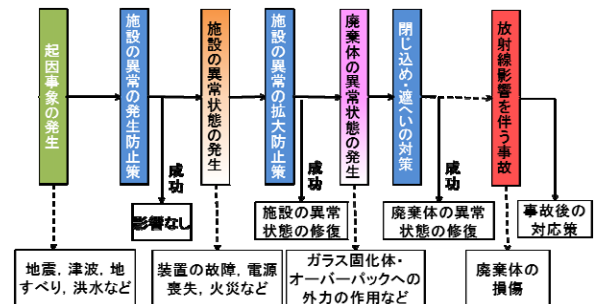 起因事象の発生
施設の異常の発生防止策
施設の異常状態の発生
施設の異常の拡大防止策
廃棄体の異常状態の発生
閉じ込め・遮へいの対策
放射線影響を伴う事故
成功
成功
成功
影響なし
施設の異常
状態の修復
廃棄体の異常
状態の修復
事故後の
対応策
地震，津波，地
すべり，洪水など
装置の故障，電源
喪失，火災など
ガラス固化体・
オーバーパックへの
外力の作用など
廃棄体の
損傷